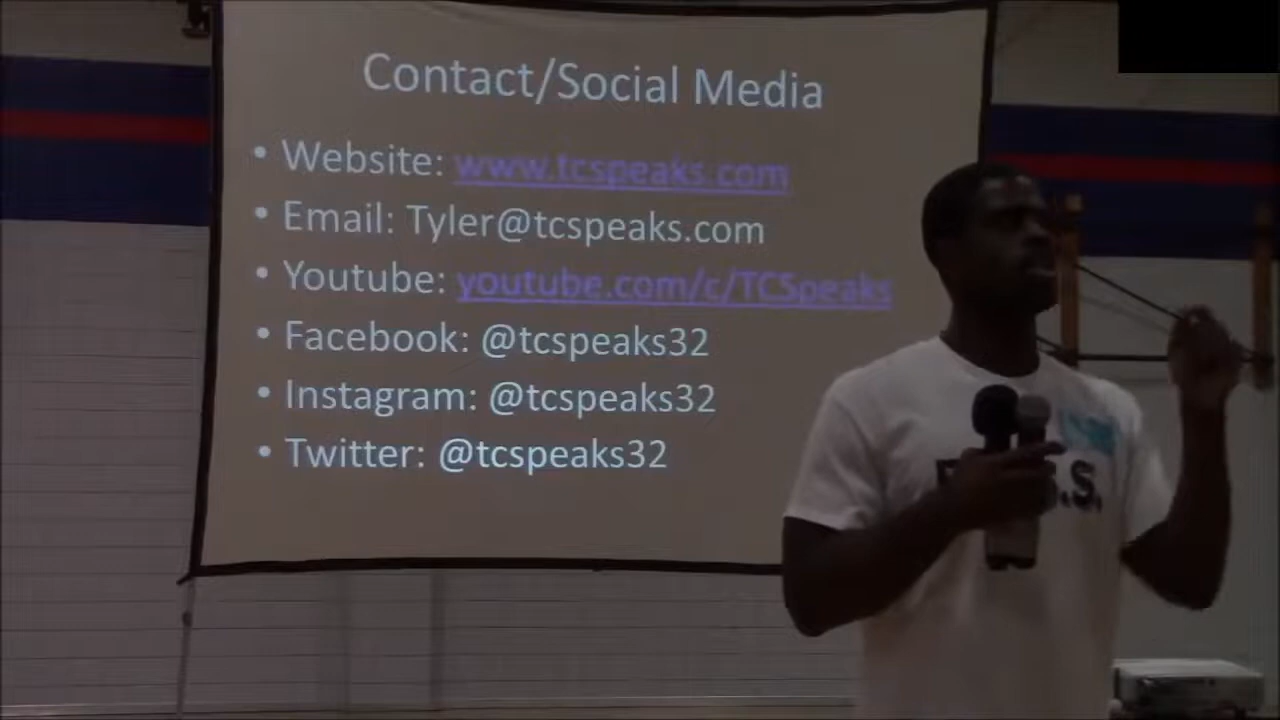 Contact/Social Media
• Website: www.tcspeaks.com
• Email: Tyler@tcspeaks.com
• Youtube: youtube.com/c/TCSpeaks
• Facebook: @tcspeaks32
• Instagram: @tcspeaks32
• Twitter: @tcspeaks32